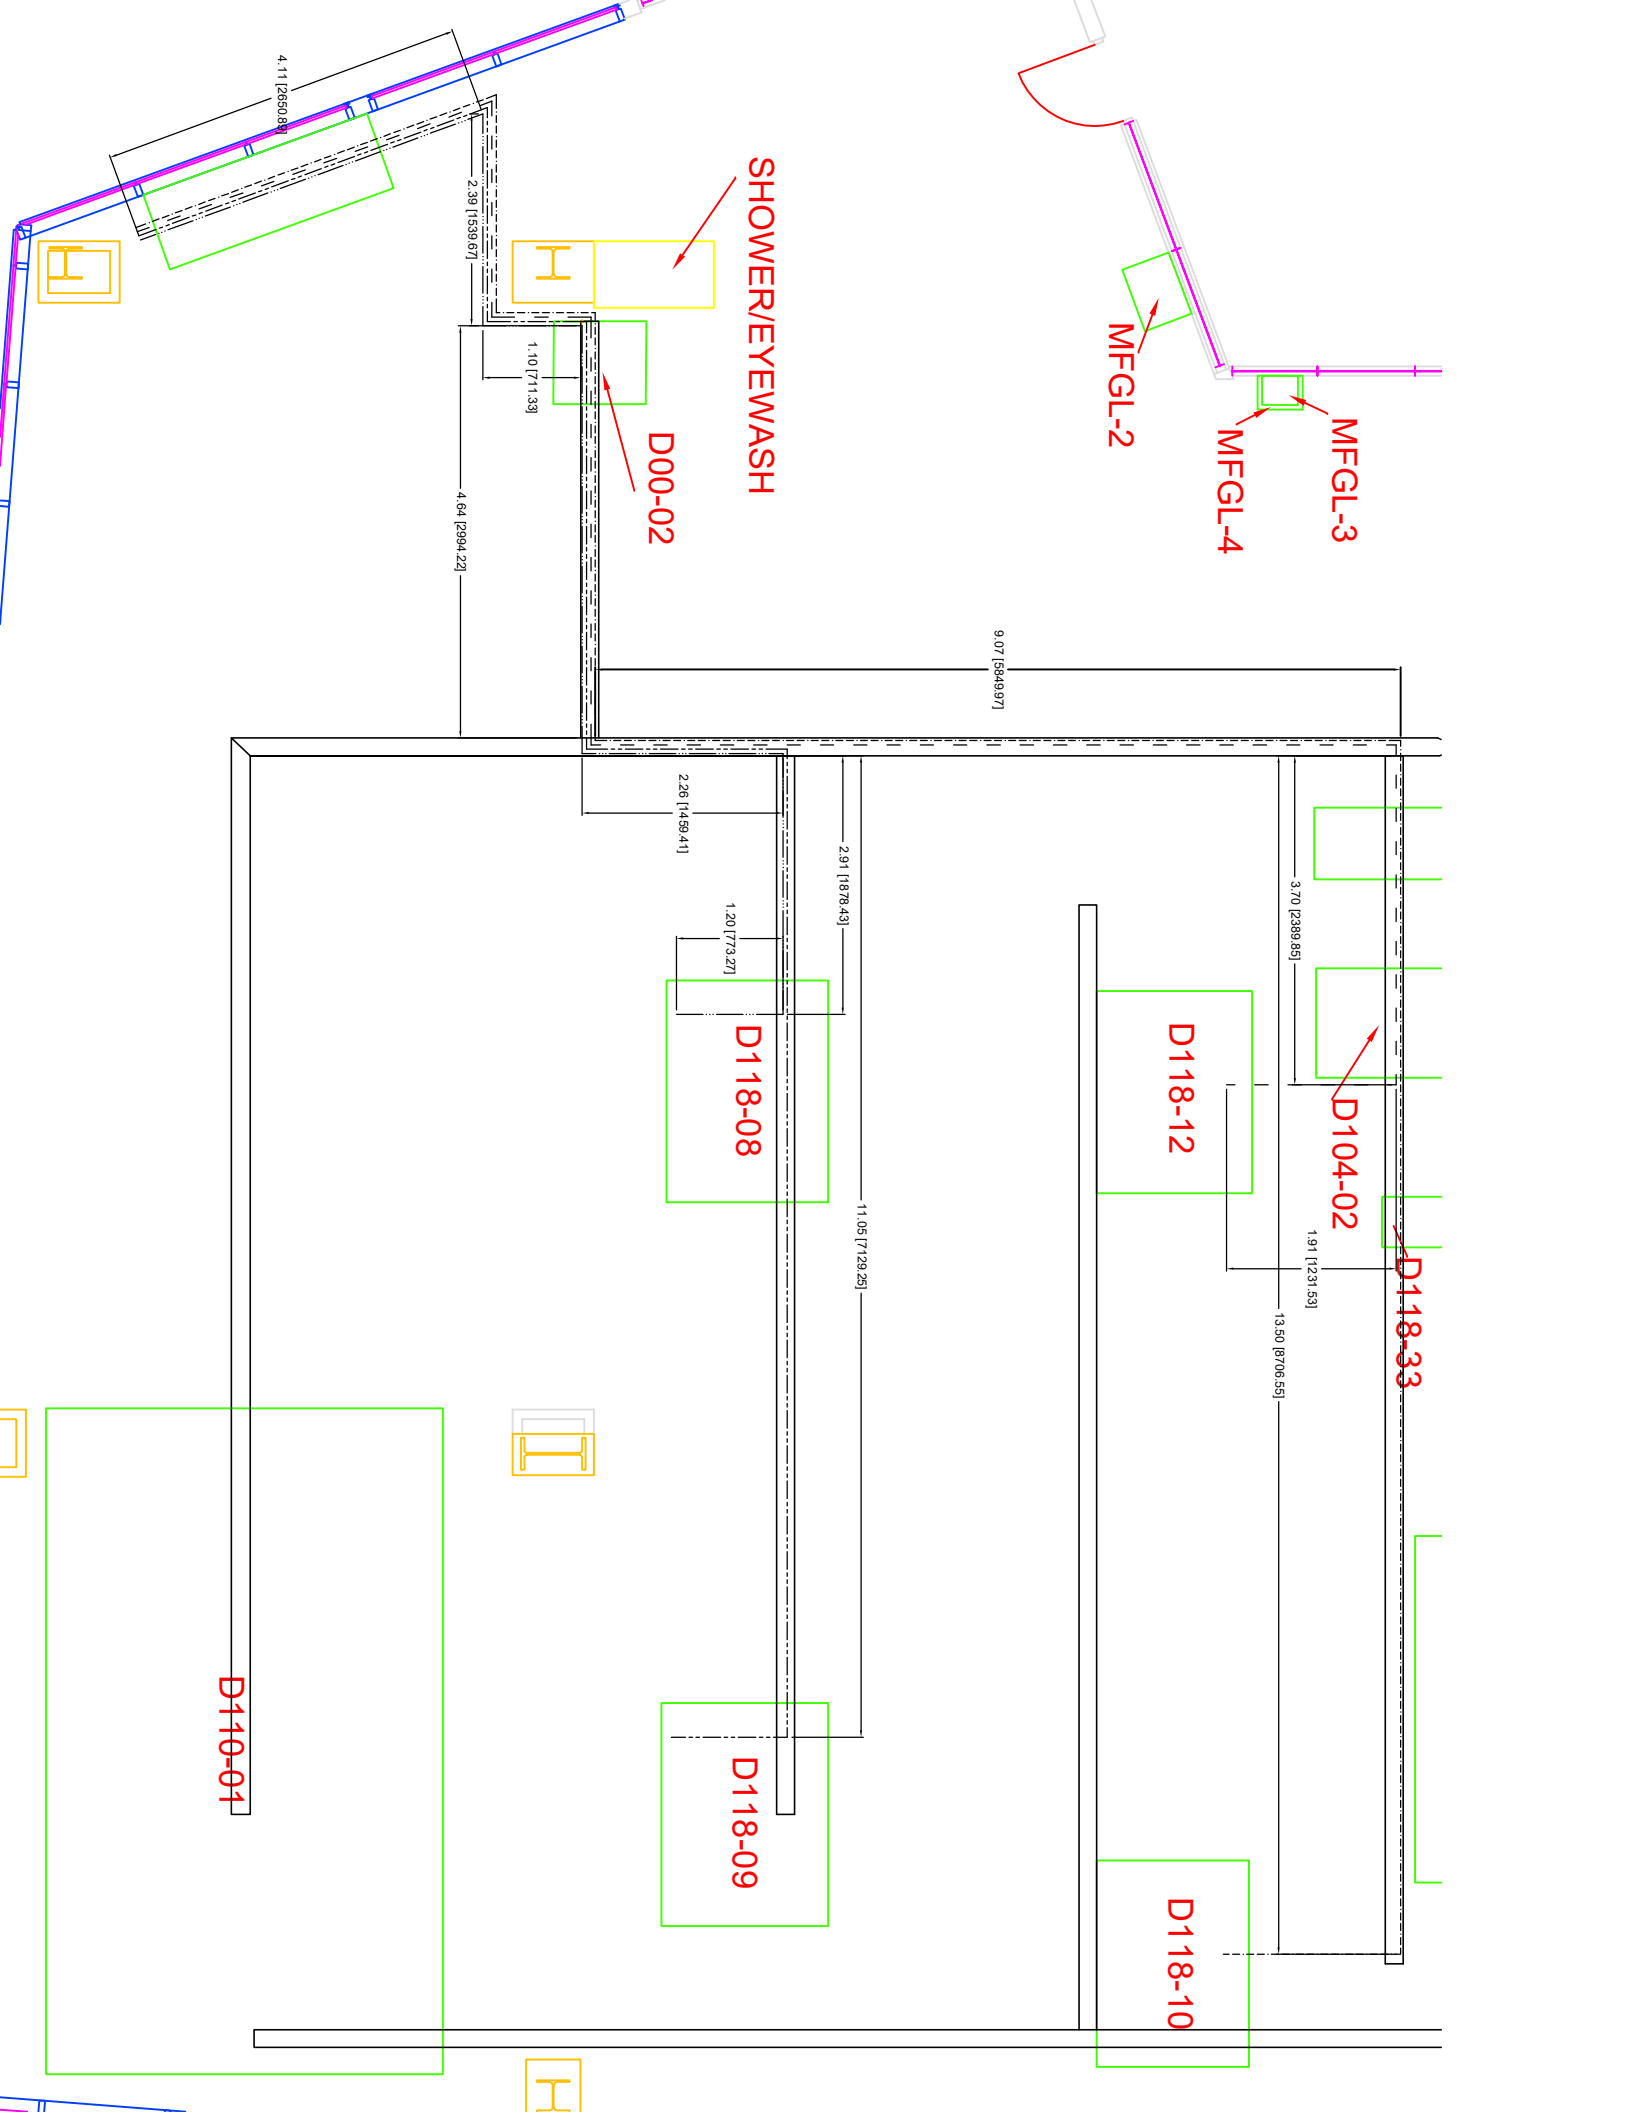 4.11 [2650.89]
2.39 [1539.67]
SHOWER/EYEWASH
MFGL-2
MFGL-3
MFGL-4
1.10 [711.33]
D00-02
4.64 [2994.22]
9.07 [5849.97]
2.26 [1459.41]
2.91 [1878.43]
3.70 [2389.85]
1.20 [773.27]
D118-08
D118-12
D104-02
11.05 [7129.25]
1.91 [1231.53]
D118-33
13.50 [8706.55]
D110-01
D118-09
D118-10